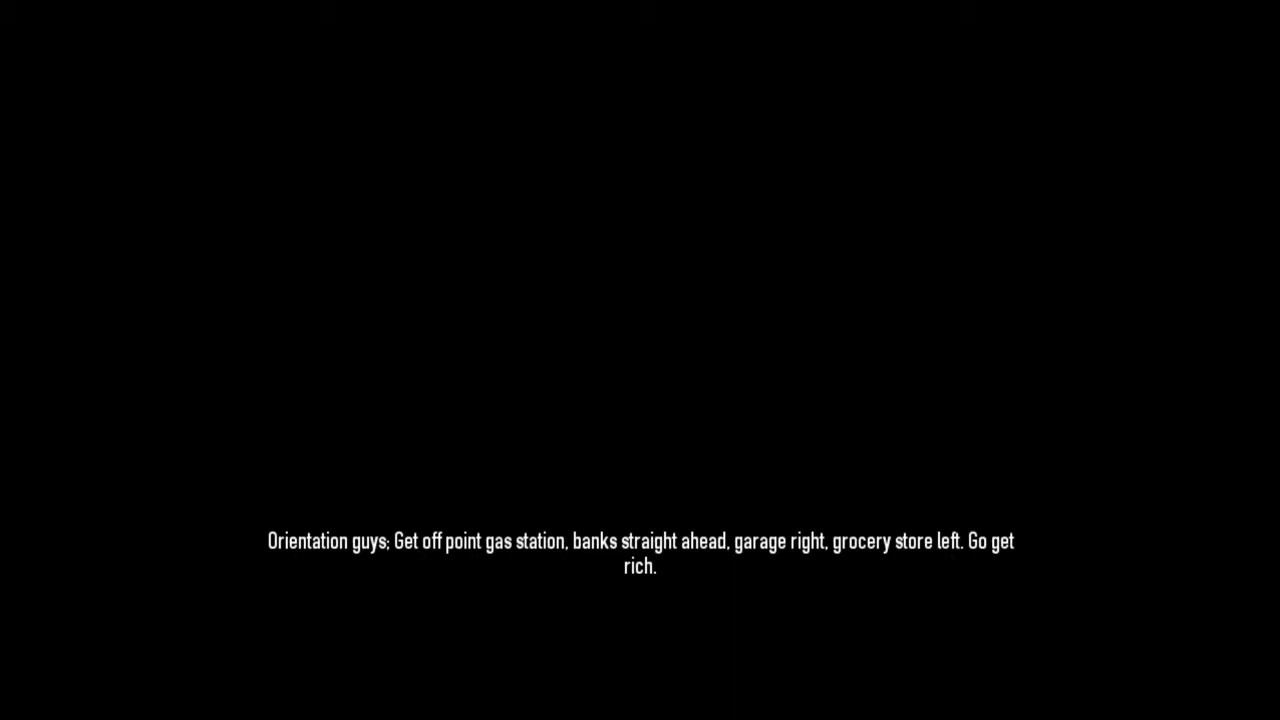 Orientation guys; Get off point gas station, banks straight ahead, garage right, grocery store left. Go get
rich.